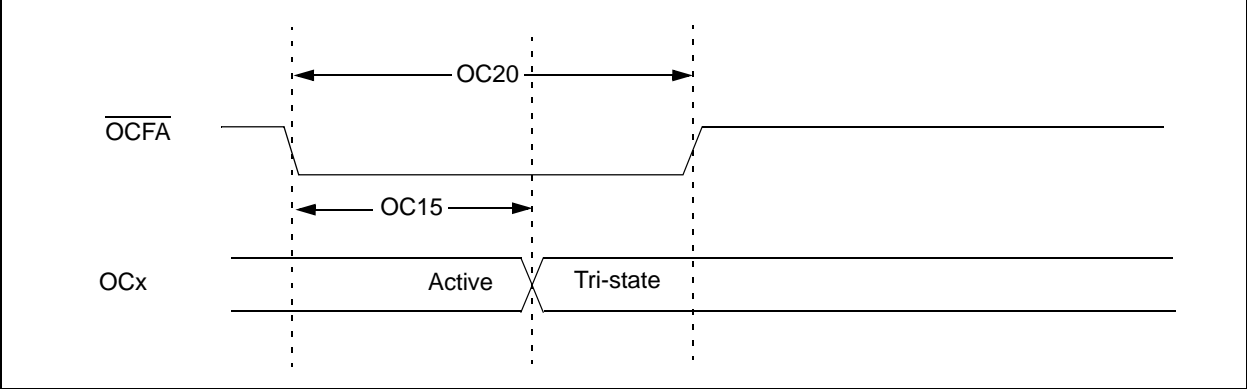 OC20
OCFA
OC15
OCx
Active
Tri-state